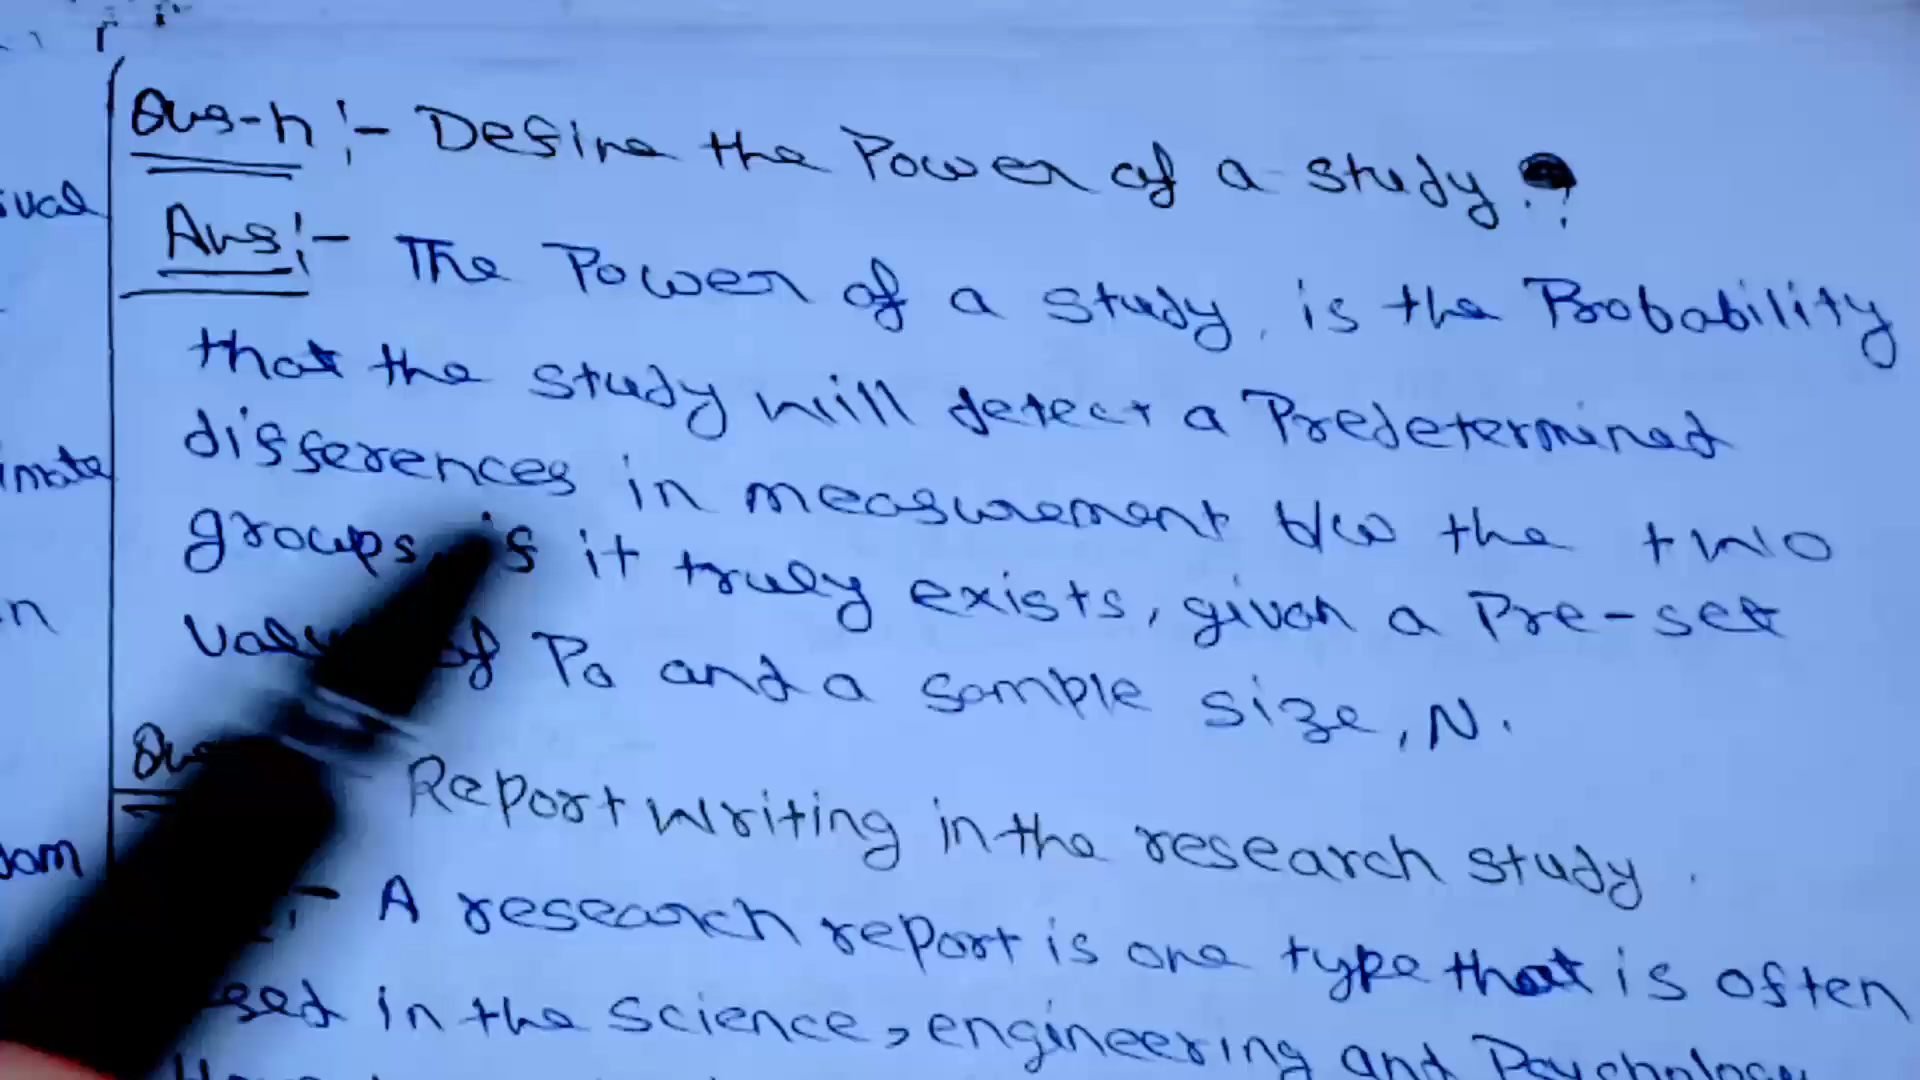 Qus-h :- Define the Power of a study ?
Ans :- The Power of a study, is the Probability
that the study will detect a Predetermined
differences in measurement b/w the two
groups, if it truly exists, given a Pre-set
of Pa and a sample size, N.
Report writing in the research study.
:- A research report is one type that is often
in the science, engineering and Psychology